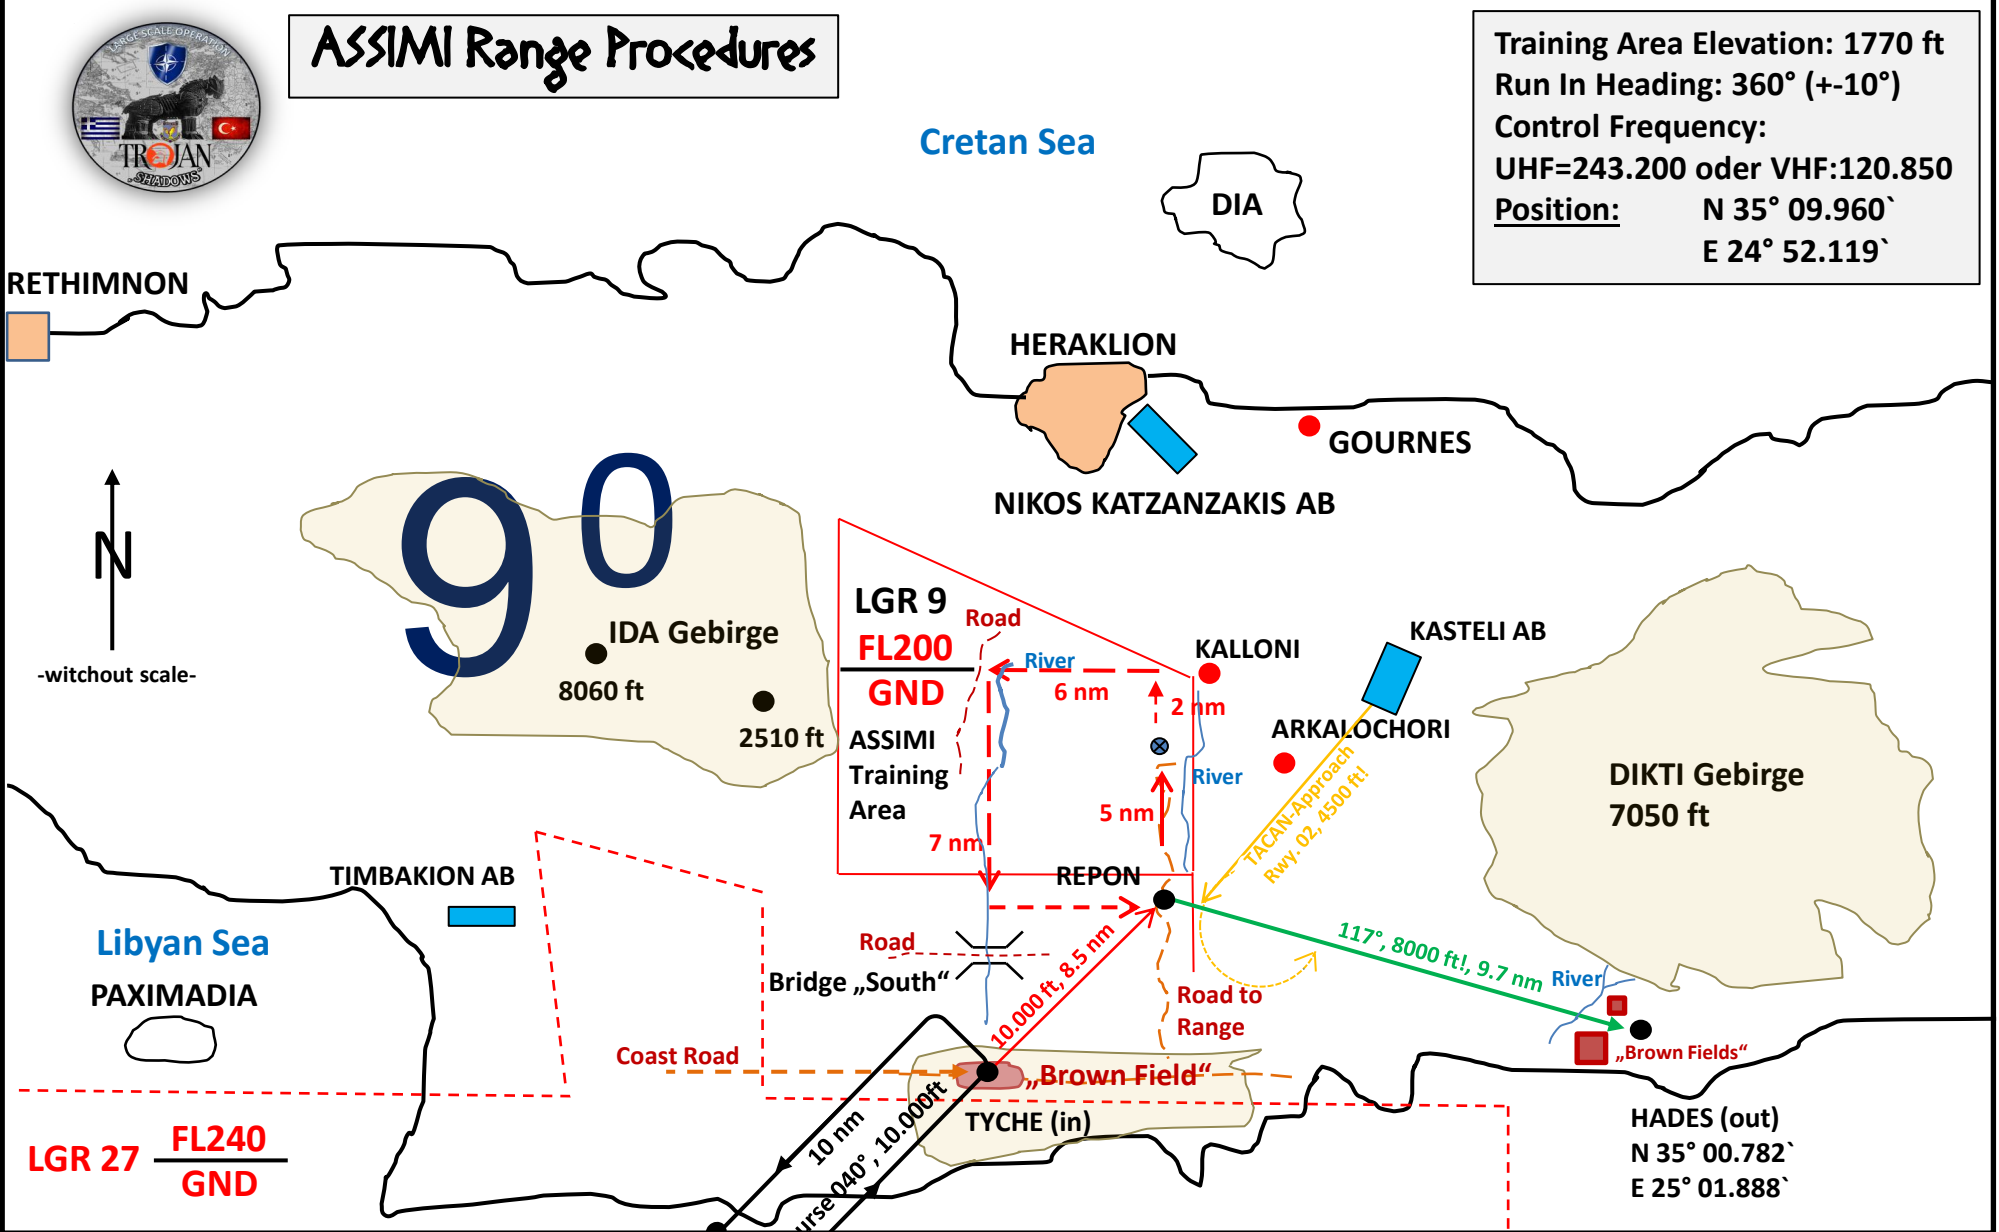 LARGE SCALE OPERATION
TROJAN
"SHADOWS"
ASSIMI Range Procedures
Training Area Elevation: 1770 ft
Run In Heading: 360° (+-10°)
Control Frequency:
UHF=243.200 oder VHF:120.850
Position: N 35° 09.960`
E 24° 52.119`
Cretan Sea
DIA
RETHIMNON
HERAKLION
GOURNES
NIKOS KATZANZAKIS AB
N
-witchout scale-
90
IDA Gebirge
8060 ft
2510 ft
LGR 9
FL200
GND
ASSIMI
Training
Area
Road
River
6 nm
2 nm
KALLONI
KASTELI AB
ARKALOCHORI
River
5 nm
7 nm
TACAN-Approach
Rwy. 02, 4500 ft!
DIKTI Gebirge
7050 ft
TIMBAKION AB
REPON
Libyan Sea
PAXIMADIA
Road
Bridge „South“
10.000 ft, 8.5 nm
117°, 8000 ft!, 9.7 nm
River
Road to
Range
Coast Road
„Brown Field“
„Brown Fields“
TYCHE (in)
10 nm
urse 040°, 10.000ft
LGR 27
FL240
GND
HADES (out)
N 35° 00.782`
E 25° 01.888`